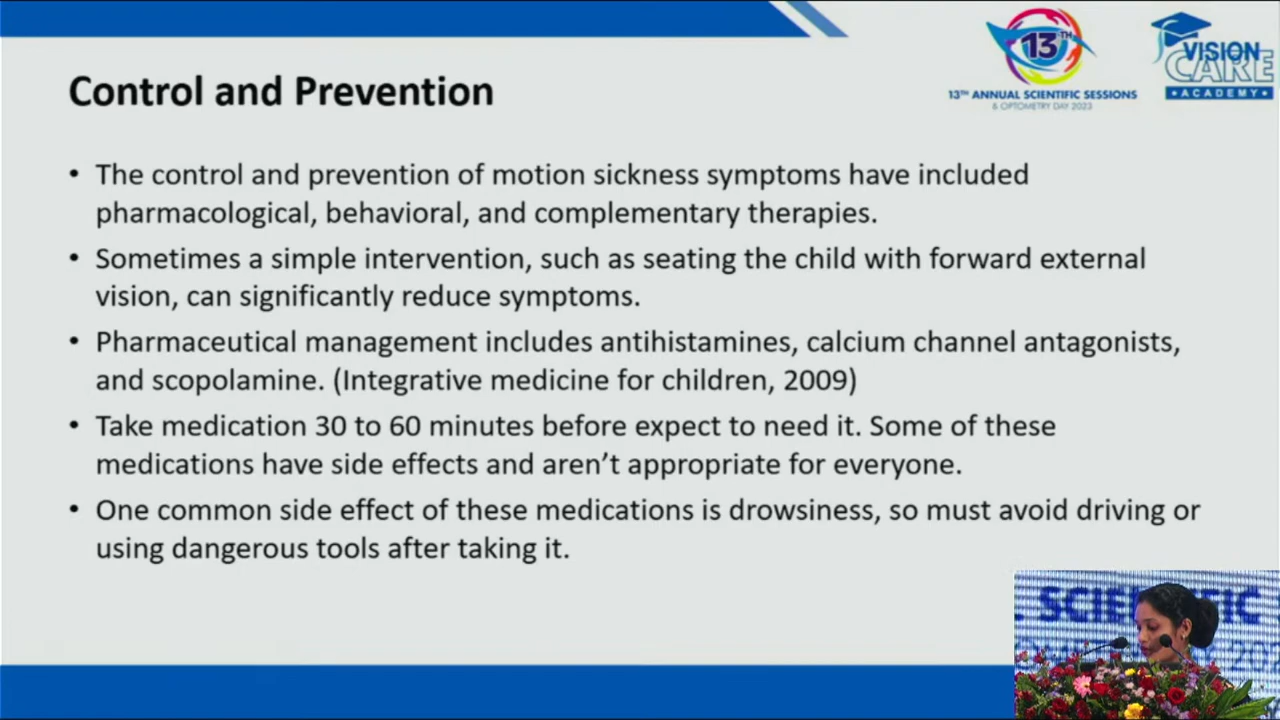 13TH
13TH ANNUAL SCIENTIFIC SESSIONS
& OPTOMETRY DAY 2023
VISION
CARE
• ACADEMY •
Control and Prevention
• The control and prevention of motion sickness symptoms have included
pharmacological, behavioral, and complementary therapies.
• Sometimes a simple intervention, such as seating the child with forward external
vision, can significantly reduce symptoms.
• Pharmaceutical management includes antihistamines, calcium channel antagonists,
and scopolamine. (Integrative medicine for children, 2009)
• Take medication 30 to 60 minutes before expect to need it. Some of these
medications have side effects and aren’t appropriate for everyone.
• One common side effect of these medications is drowsiness, so must avoid driving or
using dangerous tools after taking it.